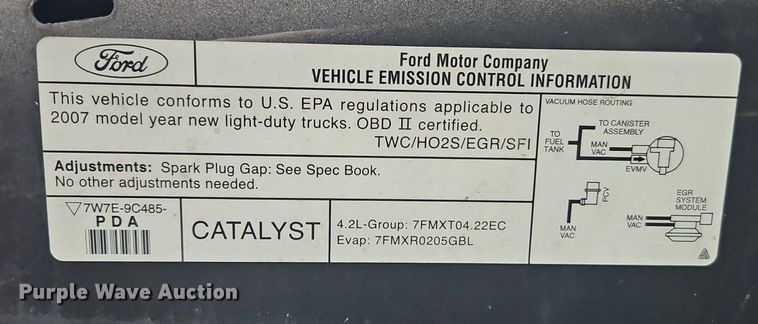 Ford
Ford Motor Company
VEHICLE EMISSION CONTROL INFORMATION
This vehicle conforms to U.S. EPA regulations applicable to
2007 model year new light-duty trucks. OBD II certified.
TWC/HO2S/EGR/SFI
Adjustments: Spark Plug Gap: See Spec Book.
No other adjustments needed.
7W7E-9C485-
PDA
CATALYST
4.2L-Group: 7FMXT04.22EC
Evap: 7FMXR0205GBL
VACUUM HOSE ROUTING
TO CANISTER
ASSEMBLY
TO
FUEL
TANK
MAN
VAC
EVMV
PCV
MAN
VAC
EGR
SYSTEM
MODULE
MAN
VAC
Purple Wave Auction